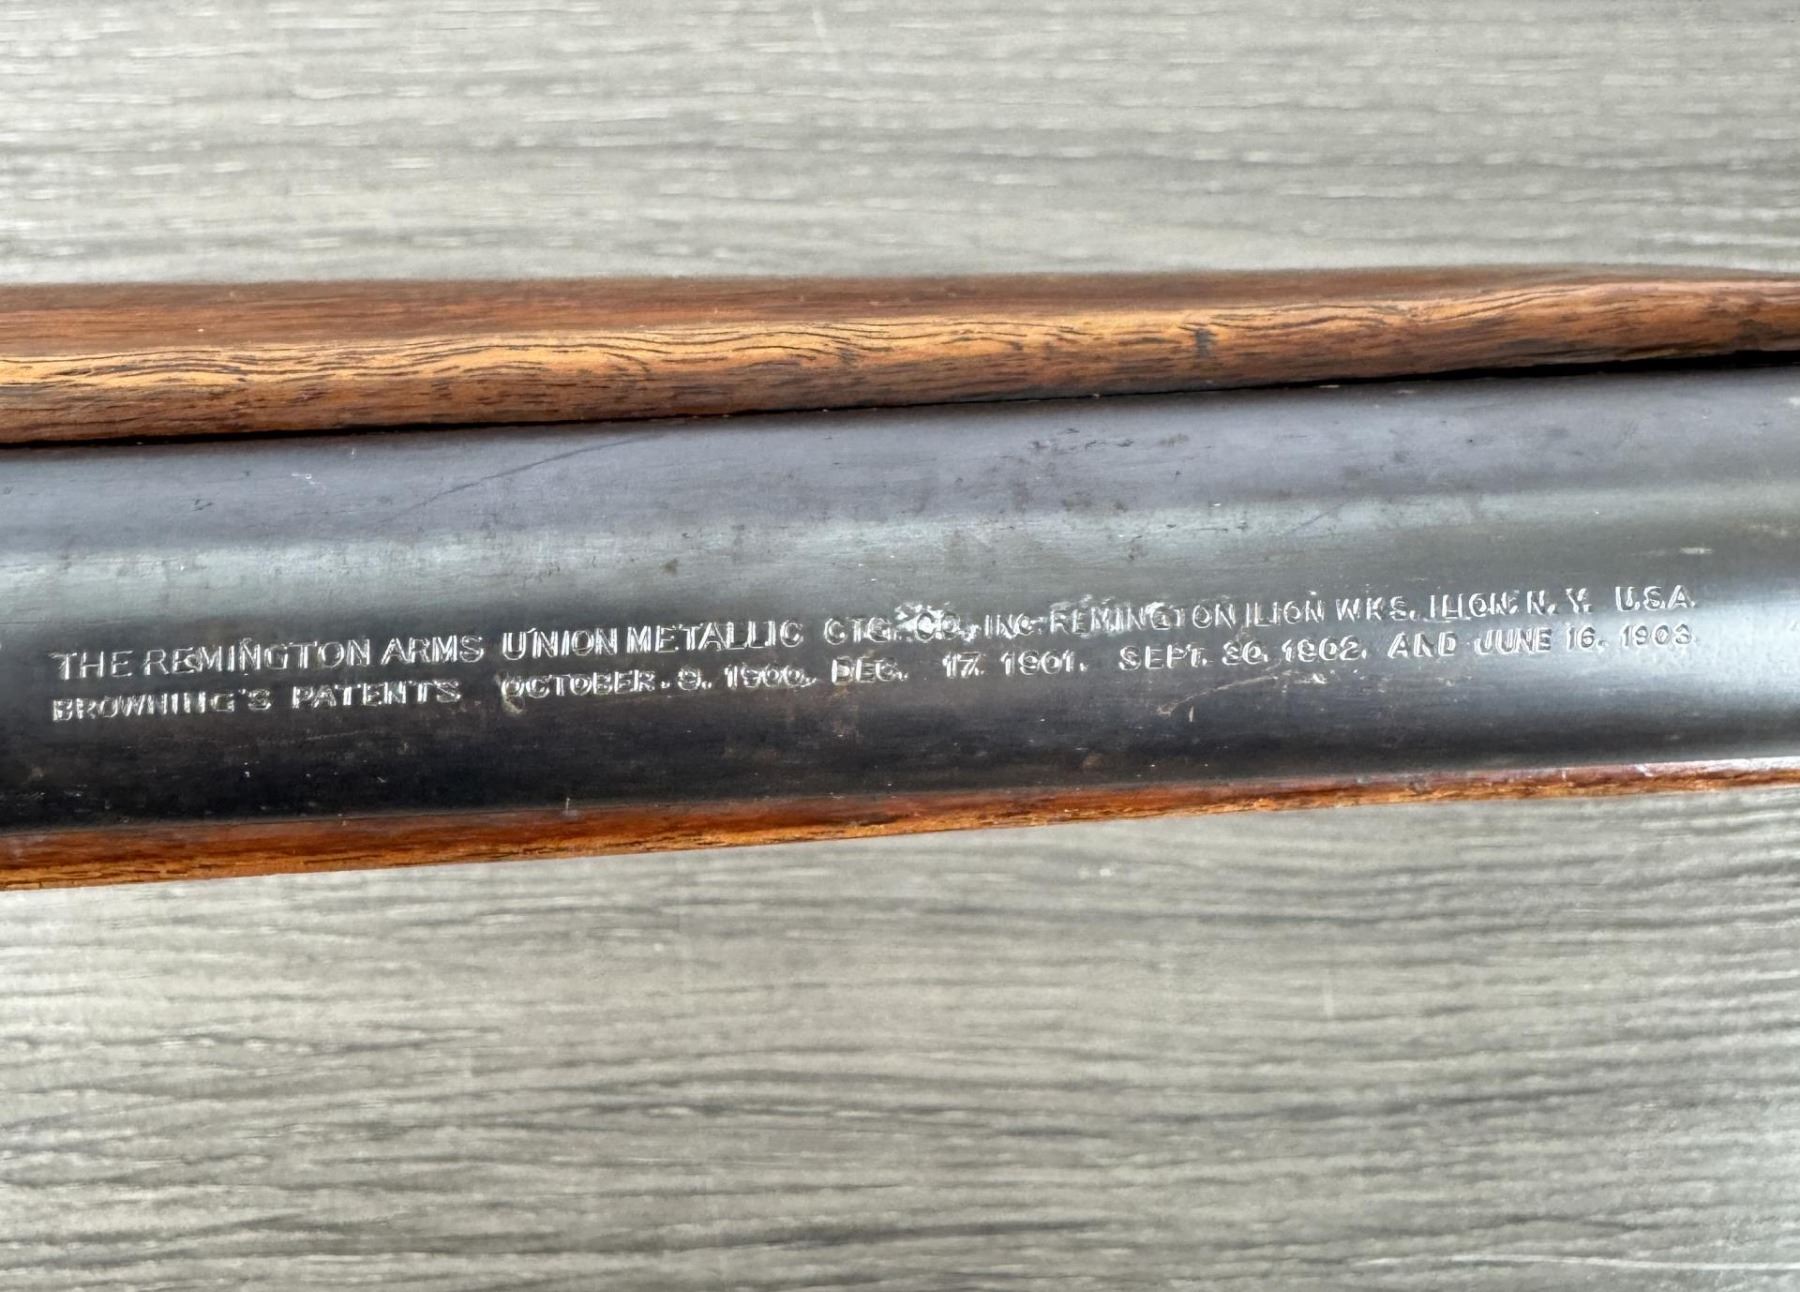 THE REMINGTON ARMS UNION METALLIC CTG. CO., INC. REMINGTON ILION WKS. ILION. N. Y. U.S.A.
BROWNING'S PATENTS OCTOBER. 9. 1900. DEC. 17. 1901. SEPT. 30. 1902. AND JUNE 16. 1903.